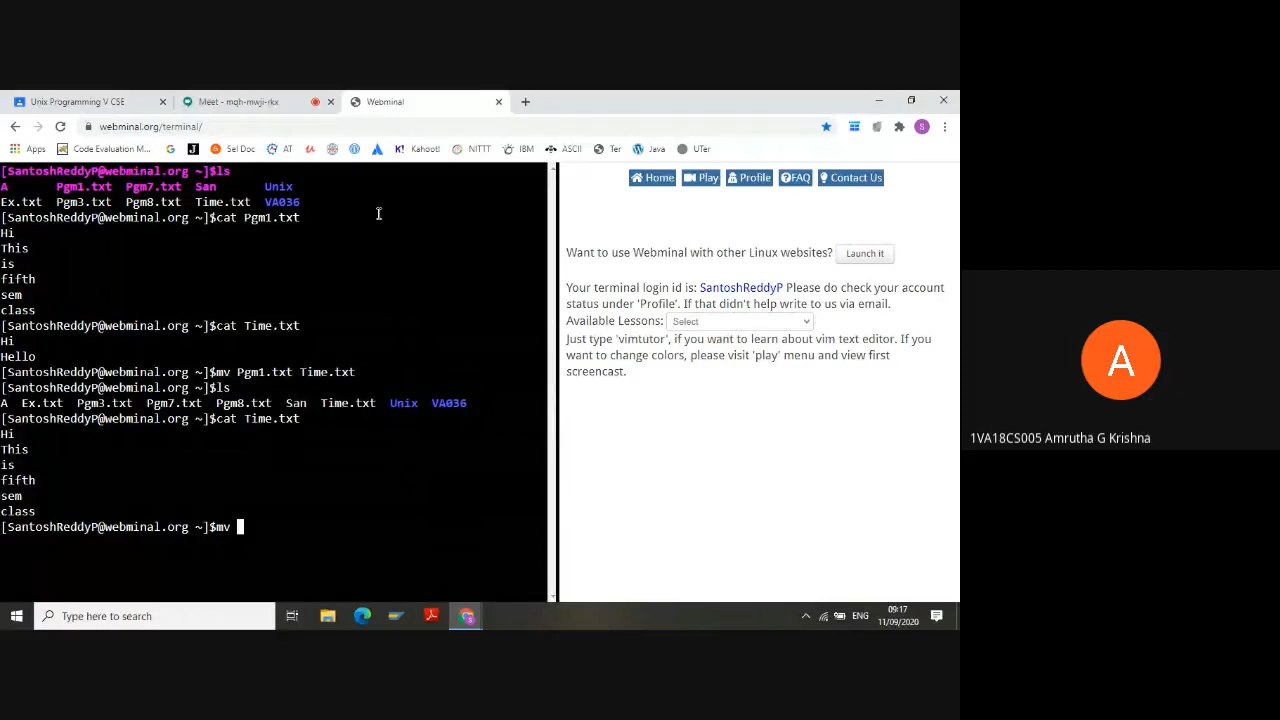 Unix Programming V CSE
Meet - mqh-mwji-rkx
Webminal
webminal.org/terminal/
Apps Code Evaluation M... G J Sel Doc AT Kahoot! NITTT IBM ASCII Ter Java UTer
[SantoshReddyP@webminal.org ~]$ls
A Pgm1.txt Pgm7.txt San Unix
Ex.txt Pgm3.txt Pgm8.txt Time.txt VA036
[SantoshReddyP@webminal.org ~]$cat Pgm1.txt
Hi
This
is
fifth
sem
class
[SantoshReddyP@webminal.org ~]$cat Time.txt
Hi
Hello
[SantoshReddyP@webminal.org ~]$mv Pgm1.txt Time.txt
[SantoshReddyP@webminal.org ~]$ls
A Ex.txt Pgm3.txt Pgm7.txt Pgm8.txt San Time.txt Unix VA036
[SantoshReddyP@webminal.org ~]$cat Time.txt
Hi
This
is
fifth
sem
class
[SantoshReddyP@webminal.org ~]$mv
Home Play Profile FAQ Contact Us
Want to use Webminal with other Linux websites? Launch it
Your terminal login id is: SantoshReddyP Please do check your account
status under 'Profile'. If that didn't help write to us via email.
Available Lessons: Select
Just type 'vimtutor', if you want to learn about vim text editor. If you
want to change colors, please visit 'play' menu and view first
screencast.
A
1VA18CS005 Amrutha G Krishna
Type here to search
ENG
09:17
11/09/2020